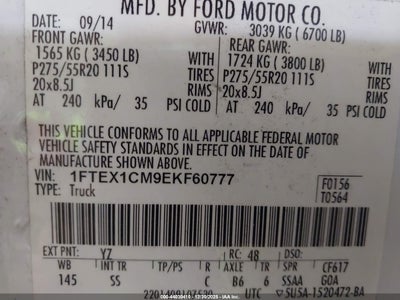 MFD. BY FORD MOTOR CO.
DATE: 09/14 GVWR: 3039 KG (6700 LB)
FRONT GAWR: REAR GAWR:
1565 KG (3450 LB) 1724 KG (3800 LB)
P275/55R20 111S TIRES P275/55R20 111S TIRES
20x8.5J RIMS 20x8.5J RIMS
AT 240 kPa/ 35 PSI COLD AT 240 kPa/ 35 PSI COLD
THIS VEHICLE CONFORMS TO ALL APPLICABLE FEDERAL MOTOR
VEHICLE SAFETY STANDARDS IN EFFECT ON THE DATE OF
MANUFACTURE SHOWN ABOVE.
VIN: 1FTEX1CM9EKF60777 F0156
TYPE: Truck T0564
EXT PNT: YZ RC: 48 DSO:
WB INT TR TP/PS R AXLE TR SPR CF617
145 SS C B6 6 SSAA GOA
UTC 5U5A-1520472-BA